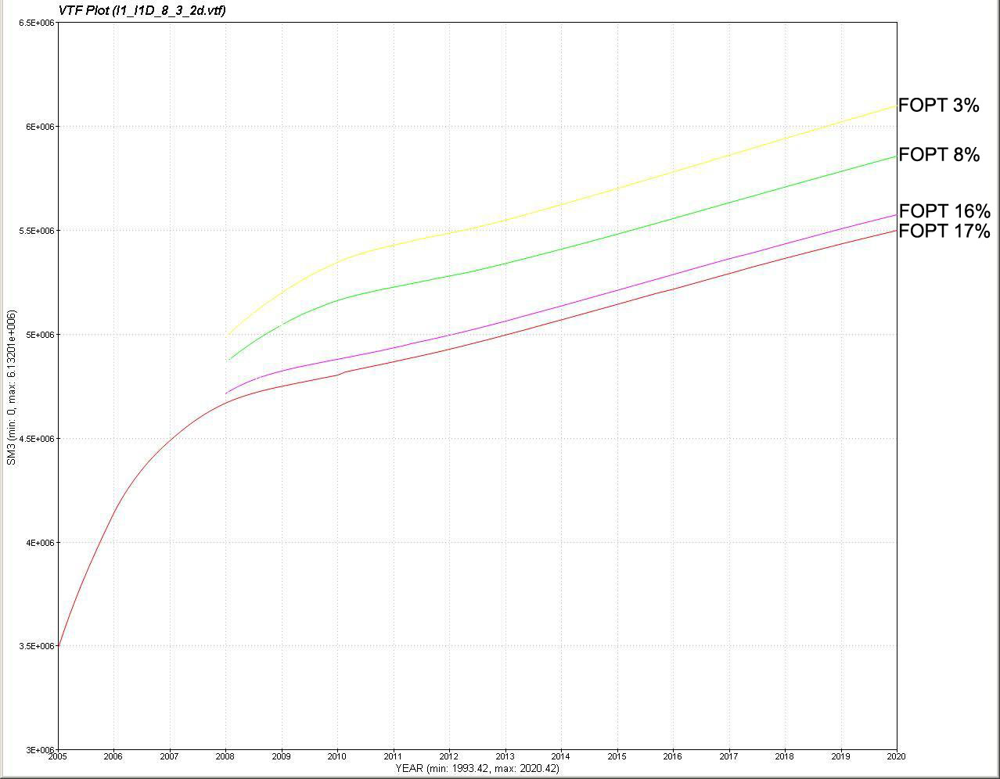 VTF Plot (I1_I1D_8_3_2d.vtf)
6.5E+006
FOPT 3%
6E+006
FOPT 8%
FOPT 16%
5.5E+006
FOPT 17%
5E+006
4.5E+006
4E+006
3.5E+006
3E+006
SM3 (min: 0, max: 6.13201e+006)
2005 2006 2007 2008 2009 2010 2011 2012 2013 2014 2015 2016 2017 2018 2019 2020
YEAR (min: 1993.42, max: 2020.42)